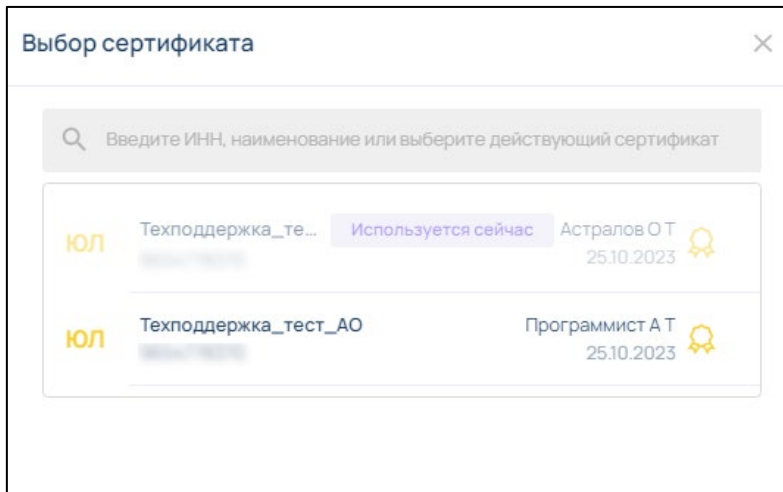 Выбор сертификата
Введите ИНН, наименование или выберите действующий сертификат
ЮЛ Техподдержка_те... Используется сейчас Астралов О Т
25.10.2023
ЮЛ Техподдержка_тест_АО Программист А Т
25.10.2023